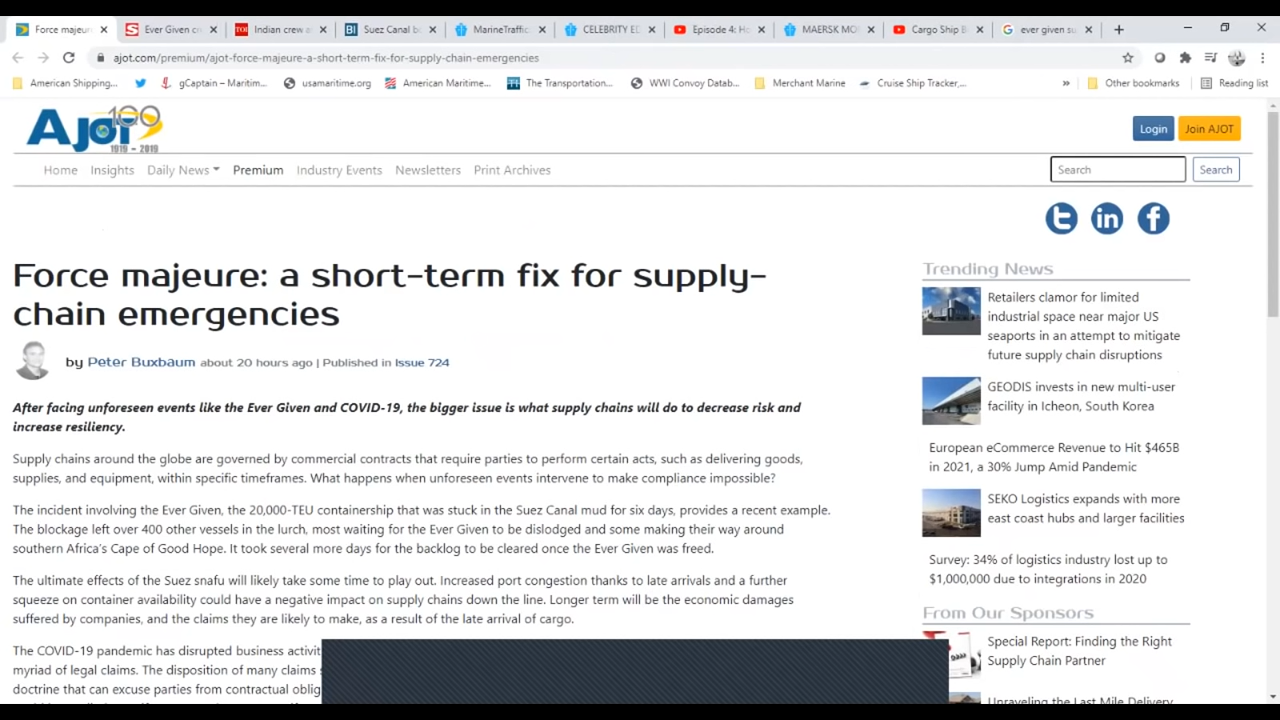 Force majeur
Ever Given cr
Indian crew a
Suez Canal b
MarineTraffic
CELEBRITY ED
Episode 4: H
MAERSK MO
Cargo Ship B
ever given su
ajot.com/premium/ajot-force-majeure-a-short-term-fix-for-supply-chain-emergencies
American Shipping...
gCaptain – Maritim...
usamaritime.org
American Maritime...
The Transportation...
WWI Convoy Datab...
Merchant Marine
Cruise Ship Tracker,...
»
Other bookmarks
Reading list
AJOT 100
1919 - 2019
Login
Join AJOT
Home
Insights
Daily News
Premium
Industry Events
Newsletters
Print Archives
Search
Search
Force majeure: a short-term fix for supply-
chain emergencies
by Peter Buxbaum about 20 hours ago | Published in Issue 724
After facing unforeseen events like the Ever Given and COVID-19, the bigger issue is what supply chains will do to decrease risk and
increase resiliency.
Supply chains around the globe are governed by commercial contracts that require parties to perform certain acts, such as delivering goods,
supplies, and equipment, within specific timeframes. What happens when unforeseen events intervene to make compliance impossible?
The incident involving the Ever Given, the 20,000-TEU containership that was stuck in the Suez Canal mud for six days, provides a recent example.
The blockage left over 400 other vessels in the lurch, most waiting for the Ever Given to be dislodged and some making their way around
southern Africa's Cape of Good Hope. It took several more days for the backlog to be cleared once the Ever Given was freed.
The ultimate effects of the Suez snafu will likely take some time to play out. Increased port congestion thanks to late arrivals and a further
squeeze on container availability could have a negative impact on supply chains down the line. Longer term will be the economic damages
suffered by companies, and the claims they are likely to make, as a result of the late arrival of cargo.
The COVID-19 pandemic has disrupted business activit
myriad of legal claims. The disposition of many claims
doctrine that can excuse parties from contractual oblig
Trending News
Retailers clamor for limited
industrial space near major US
seaports in an attempt to mitigate
future supply chain disruptions
GEODIS invests in new multi-user
facility in Icheon, South Korea
European eCommerce Revenue to Hit $465B
in 2021, a 30% Jump Amid Pandemic
SEKO Logistics expands with more
east coast hubs and larger facilities
Survey: 34% of logistics industry lost up to
$1,000,000 due to integrations in 2020
From Our Sponsors
Special Report: Finding the Right
Supply Chain Partner
Unraveling the Last Mile Delivery